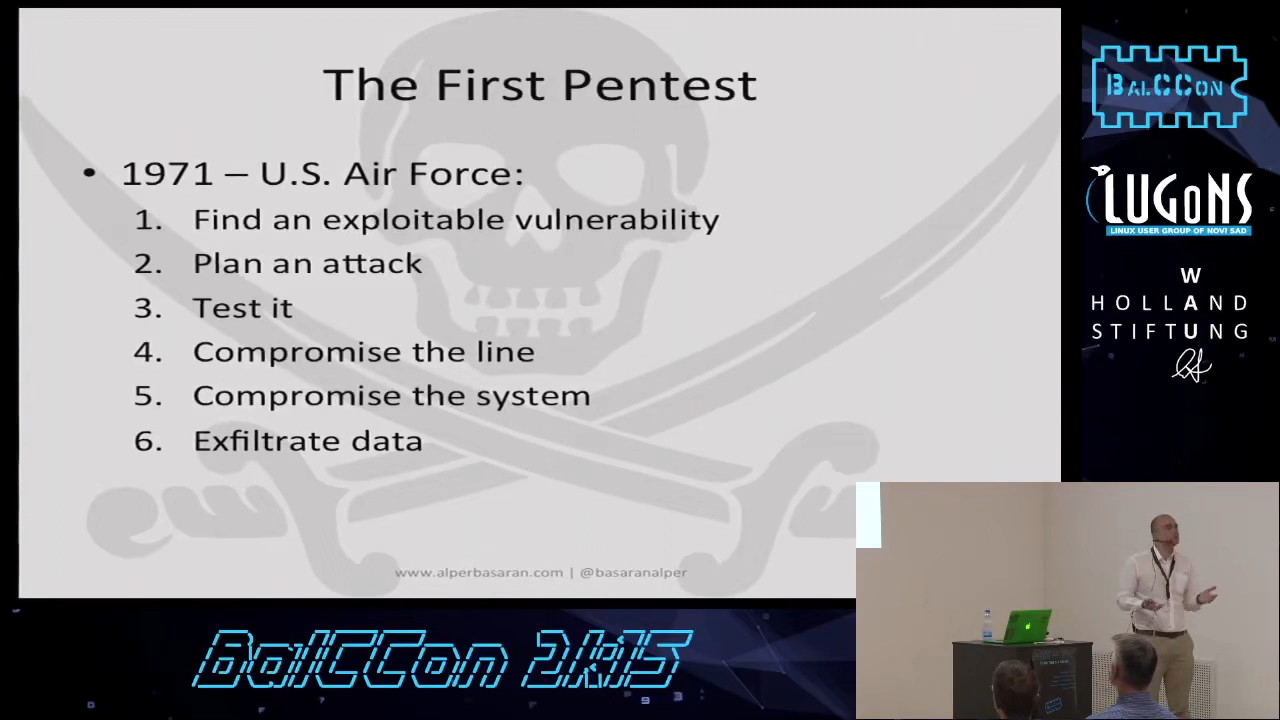 The First Pentest
• 1971 – U.S. Air Force:
1. Find an exploitable vulnerability
2. Plan an attack
3. Test it
4. Compromise the line
5. Compromise the system
6. Exfiltrate data
www.alperbasaran.com | @basaranalper
BALCCON
LUGoNS
LINUX USER GROUP OF NOVI SAD
WAU
HOLLAND
STIFTUNG
BalCCon 2k15